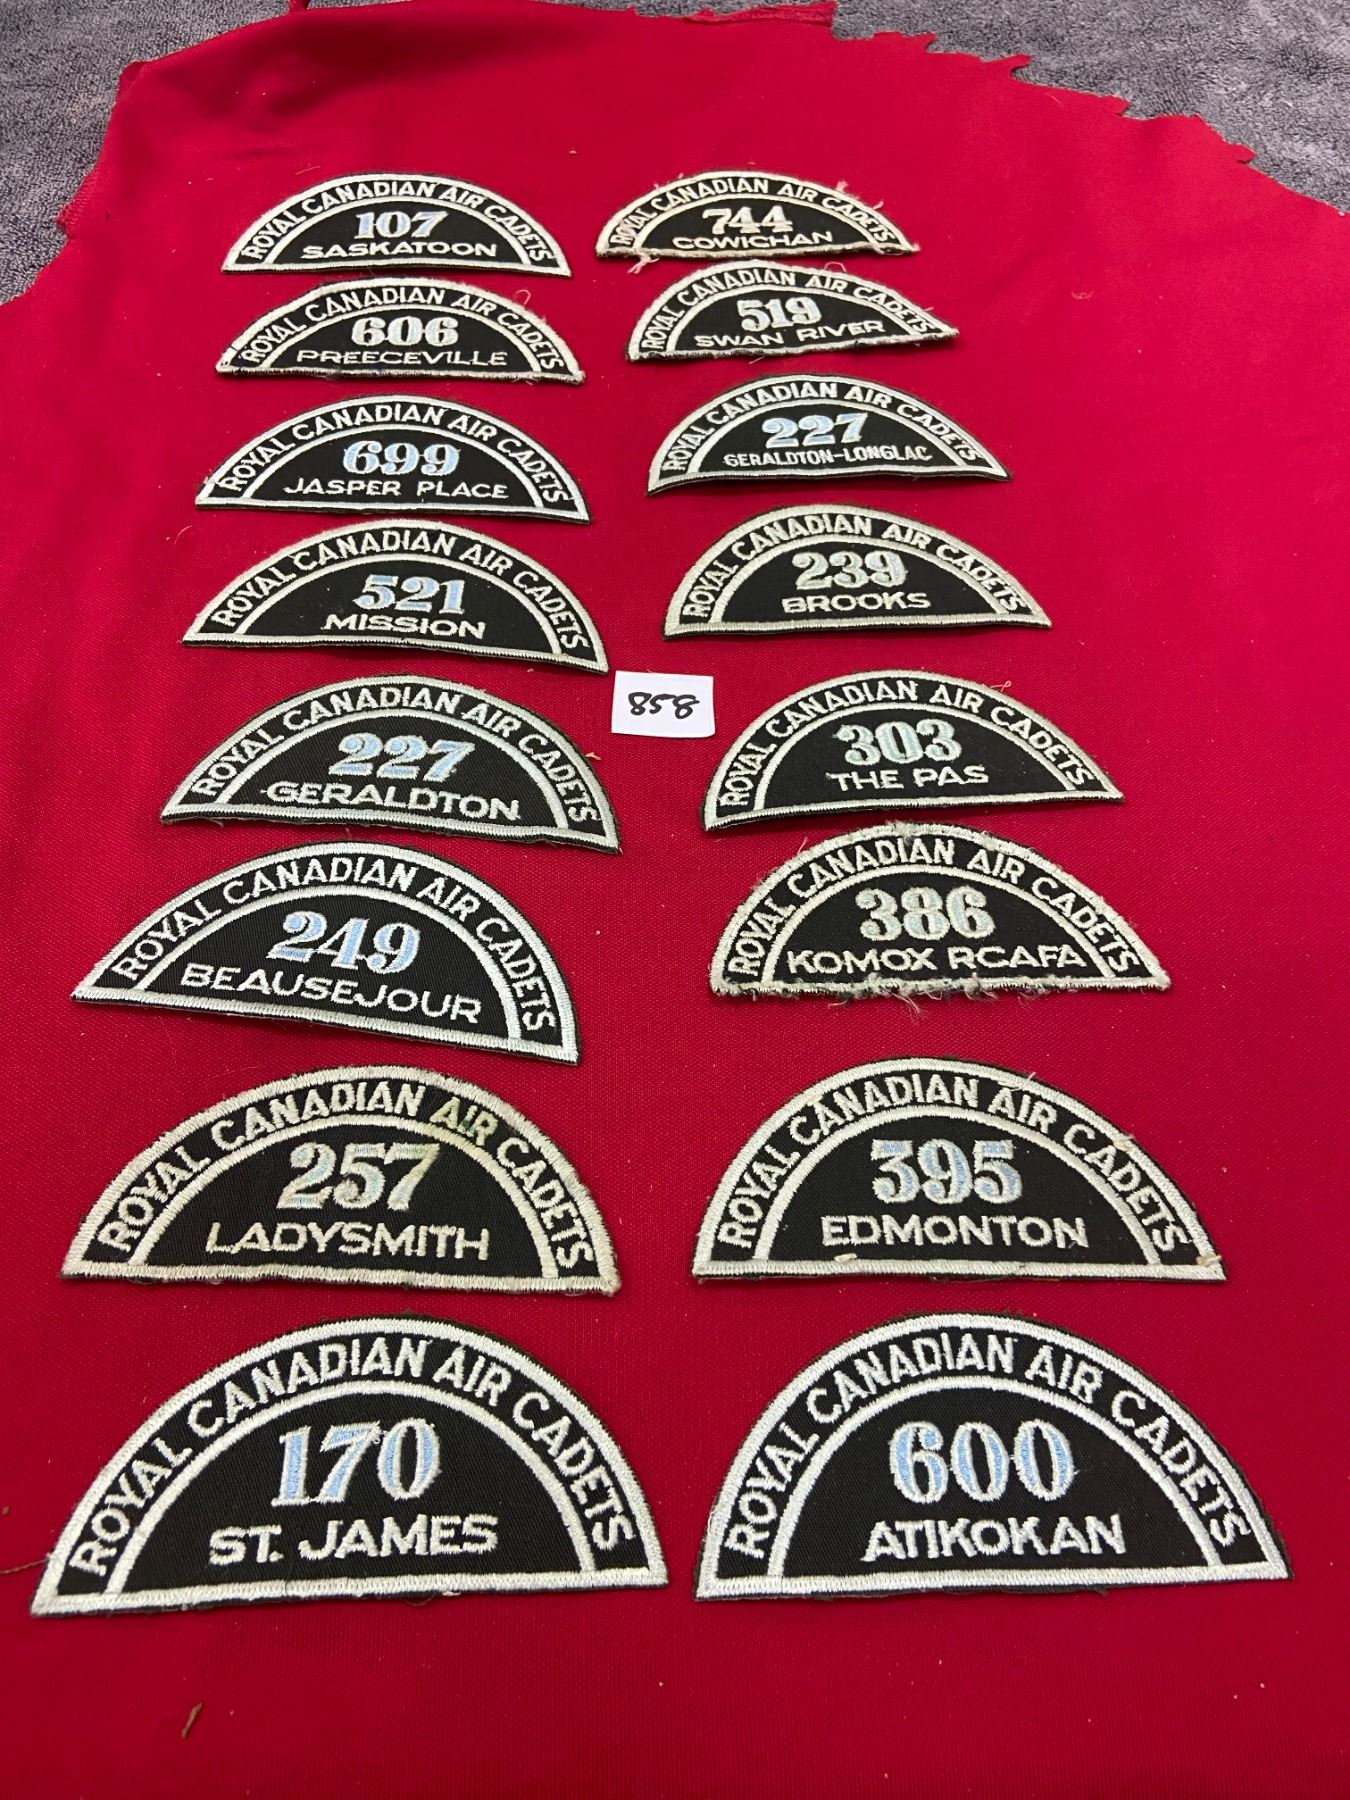 ROYAL CANADIAN AIR CADETS
107
SASKATOON
ROYAL CANADIAN AIR CADETS
744
COWICHAN
ROYAL CANADIAN AIR CADETS
606
PREECEVILLE
ROYAL CANADIAN AIR CADETS
519
SWAN RIVER
ROYAL CANADIAN AIR CADETS
699
JASPER PLACE
ROYAL CANADIAN AIR CADETS
227
GERALDTON-LONGLAC
ROYAL CANADIAN AIR CADETS
521
MISSION
ROYAL CANADIAN AIR CADETS
239
BROOKS
858
ROYAL CANADIAN AIR CADETS
227
GERALDTON
ROYAL CANADIAN AIR CADETS
303
THE PAS
ROYAL CANADIAN AIR CADETS
249
BEAUSEJOUR
ROYAL CANADIAN AIR CADETS
386
KOMOX RCAFA
ROYAL CANADIAN AIR CADETS
257
LADYSMITH
ROYAL CANADIAN AIR CADETS
395
EDMONTON
ROYAL CANADIAN AIR CADETS
170
ST. JAMES
ROYAL CANADIAN AIR CADETS
600
ATIKOKAN